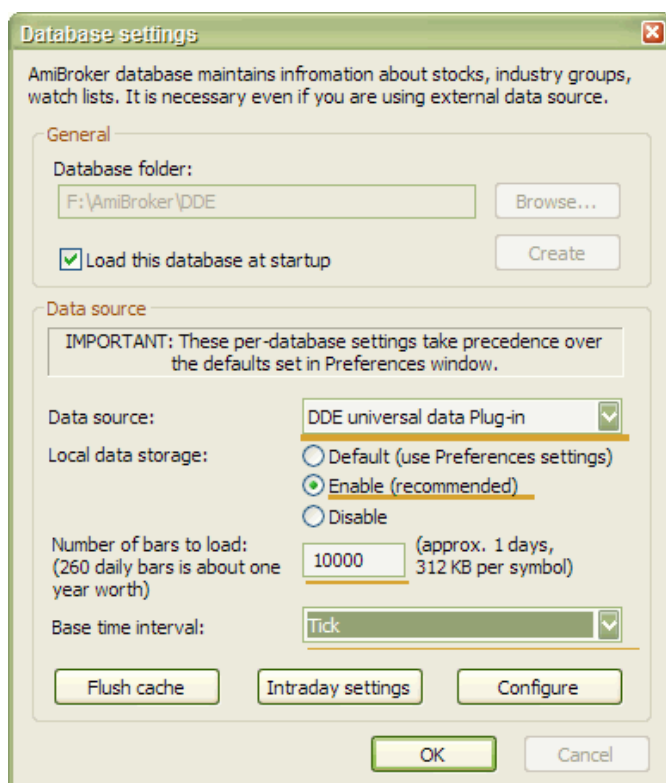 Database settings
AmiBroker database maintains infromation about stocks, industry groups,
watch lists. It is necessary even if you are using external data source.
General
Database folder:
F:\AmiBroker\DDE
Browse...
Load this database at startup
Create
Data source
IMPORTANT: These per-database settings take precedence over
the defaults set in Preferences window.
Data source:
DDE universal data Plug-in
Local data storage:
Default (use Preferences settings)
Enable (recommended)
Disable
Number of bars to load:
(260 daily bars is about one
year worth)
10000
(approx. 1 days,
312 KB per symbol)
Base time interval:
Tick
Flush cache
Intraday settings
Configure
OK
Cancel